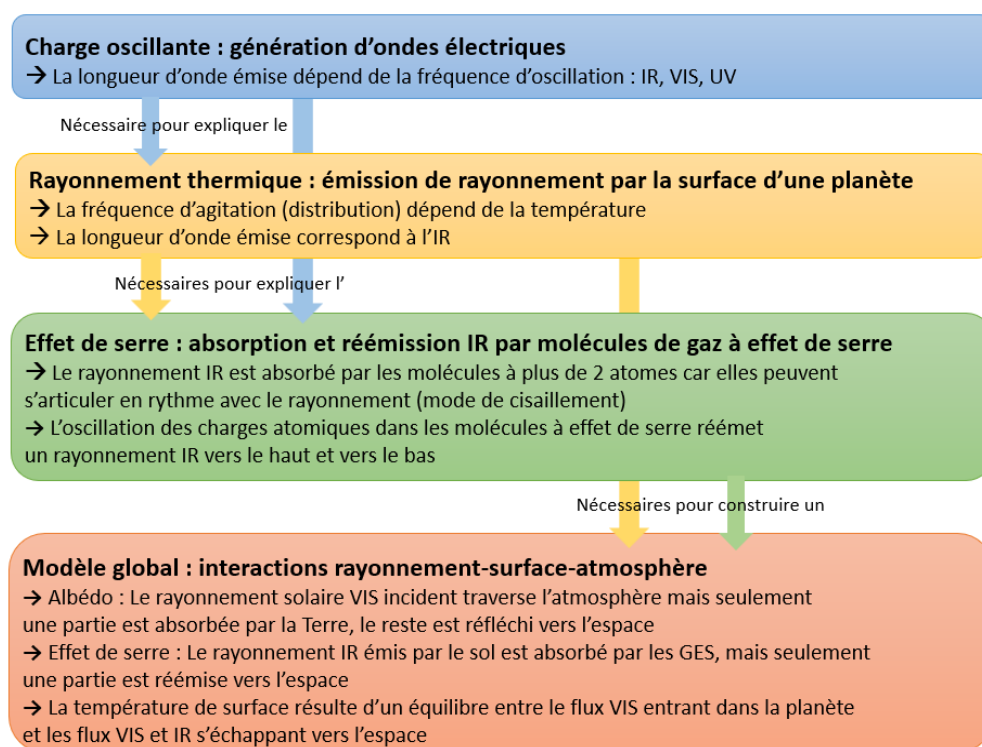 Charge oscillante : génération d’ondes électriques
→ La longueur d’onde émise dépend de la fréquence d’oscillation : IR, VIS, UV
Nécessaire pour expliquer le
Rayonnement thermique : émission de rayonnement par la surface d’une planète
→ La fréquence d’agitation (distribution) dépend de la température
→ La longueur d’onde émise correspond à l’IR
Nécessaires pour expliquer l’
Effet de serre : absorption et réémission IR par molécules de gaz à effet de serre
→ Le rayonnement IR est absorbé par les molécules à plus de 2 atomes car elles peuvent
s’articuler en rythme avec le rayonnement (mode de cisaillement)
→ L’oscillation des charges atomiques dans les molécules à effet de serre réémet
un rayonnement IR vers le haut et vers le bas
Nécessaires pour construire un
Modèle global : interactions rayonnement-surface-atmosphère
→ Albédo : Le rayonnement solaire VIS incident traverse l’atmosphère mais seulement
une partie est absorbée par la Terre, le reste est réfléchi vers l’espace
→ Effet de serre : Le rayonnement IR émis par le sol est absorbé par les GES, mais seulement
une partie est réémise vers l’espace
→ La température de surface résulte d’un équilibre entre le flux VIS entrant dans la planète
et les flux VIS et IR s’échappant vers l’espace